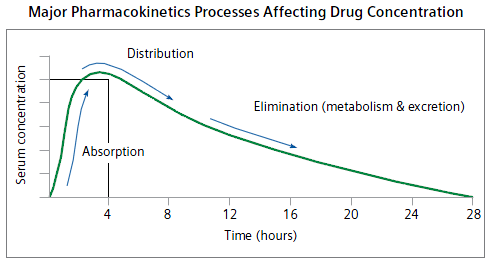 Major Pharmacokinetics Processes Affecting Drug Concentration
Distribution
Elimination (metabolism & excretion)
Absorption
Serum concentration
4 8 12 16 20 24 28
Time (hours)